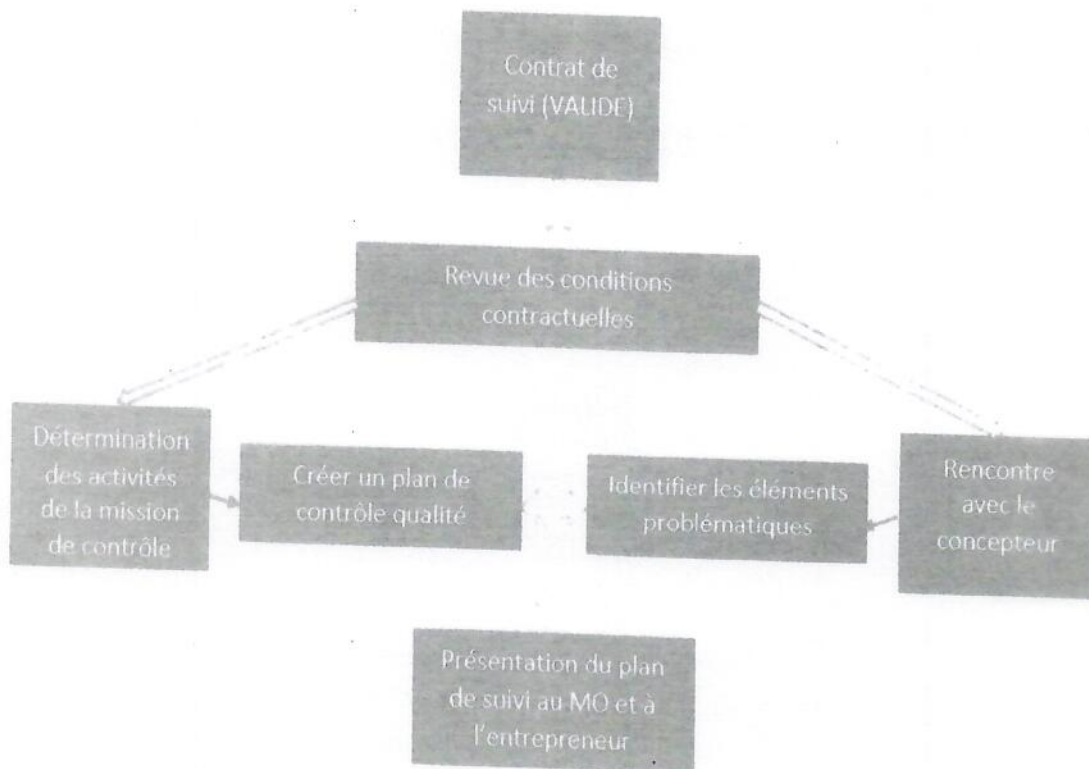 Contrat de
suivi (VALIDE)
Revue des conditions
contractuelles
Détermination
des activités
de la mission
de contrôle
Créer un plan de
contrôle qualité
Identifier les éléments
problématiques
Rencontre
avec le
concepteur
Présentation du plan
de suivi au MO et à
l'entrepreneur